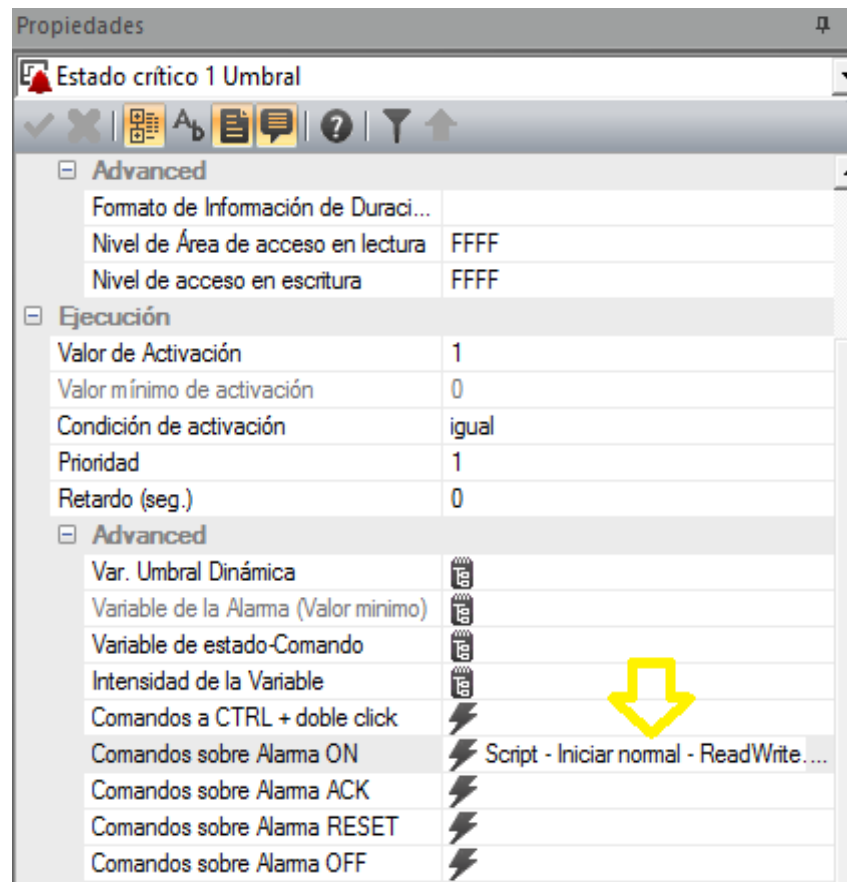 Propiedades
Estado crítico 1 Umbral
Advanced
Formato de Información de Duraci...
Nivel de Área de acceso en lectura FFFF
Nivel de acceso en escritura FFFF
Ejecución
Valor de Activación 1
Valor mínimo de activación 0
Condición de activación igual
Prioridad 1
Retardo (seg.) 0
Advanced
Var. Umbral Dinámica
Variable de la Alarma (Valor minimo)
Variable de estado-Comando
Intensidad de la Variable
Comandos a CTRL + doble click
Comandos sobre Alarma ON Script - Iniciar normal - ReadWrite....
Comandos sobre Alarma ACK
Comandos sobre Alarma RESET
Comandos sobre Alarma OFF